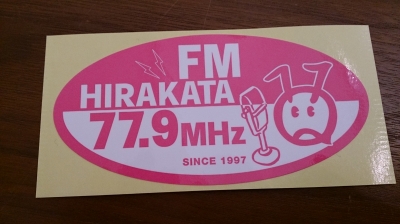 FM
HIRAKATA
77.9MHz
SINCE 1997